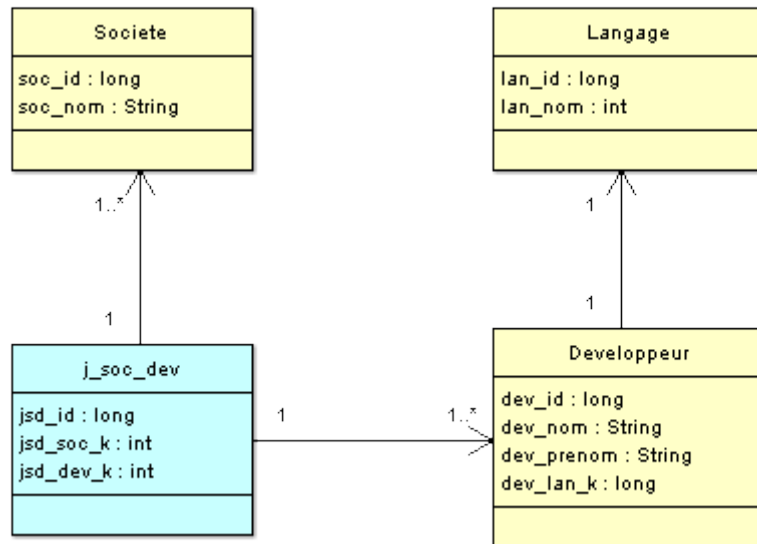 Societe
soc_id : long
soc_nom : String
Langage
lan_id : long
lan_nom : int
1..*
1
1
1
j_soc_dev
jsd_id : long
jsd_soc_k : int
jsd_dev_k : int
1
1..*
Developpeur
dev_id : long
dev_nom : String
dev_prenom : String
dev_lan_k : long